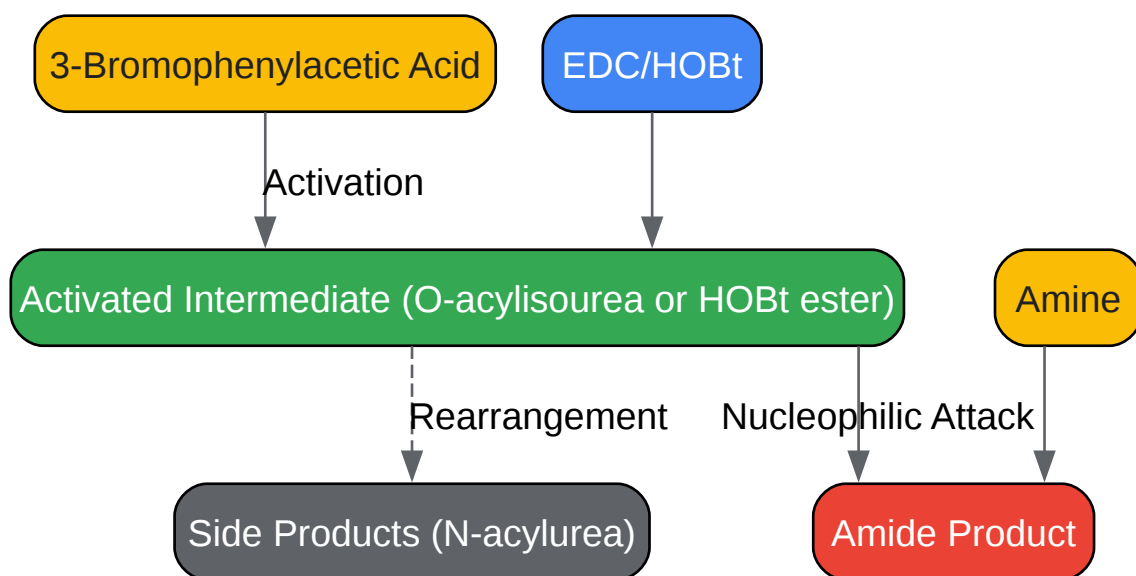 3-Bromophenylacetic Acid
EDC/HOBt
Activation
Activated Intermediate (O-acylisourea or HOBt ester)
Amine
Rearrangement
Nucleophilic Attack
Side Products (N-acylurea)
Amide Product